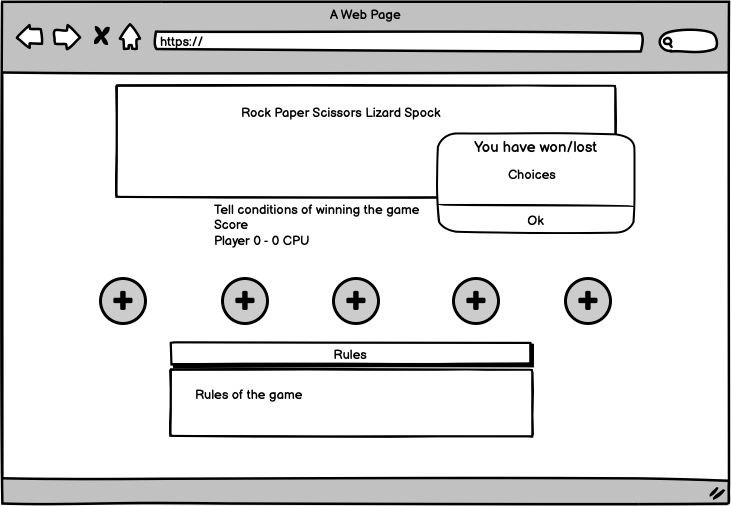 A Web Page
https://
Rock Paper Scissors Lizard Spock
You have won/lost
Choices
Ok
Tell conditions of winning the game
Score
Player 0 - 0 CPU
Rules
Rules of the game